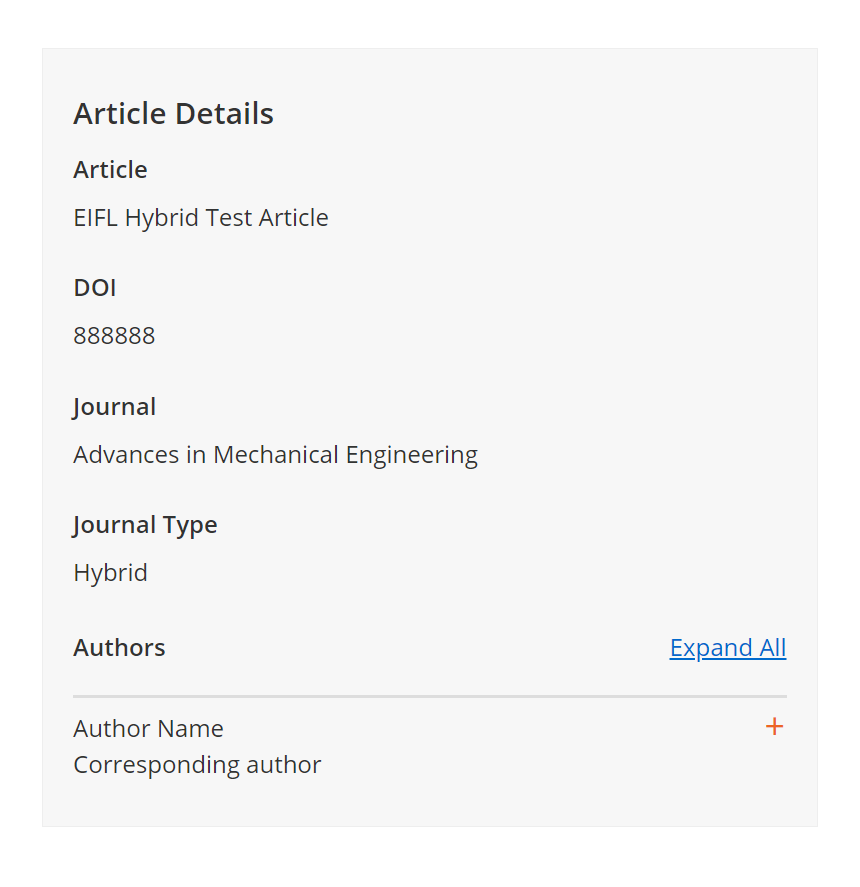 Article Details
Article
EIFL Hybrid Test Article
DOI
888888
Journal
Advances in Mechanical Engineering
Journal Type
Hybrid
Authors Expand All
Author Name +
Corresponding author